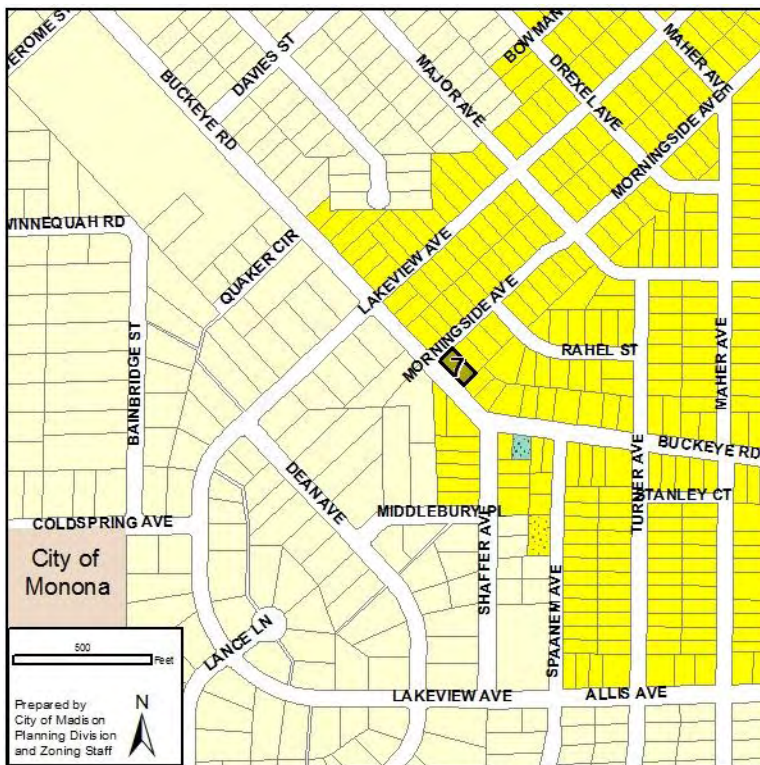 JEROME ST
BUCKEYE RD
DAVIES ST
MAJOR AVE
BOWMAN
DREXEL AVE
MAHER AVE
MORNINGSIDE AVE
WINNEQUAH RD
QUAKER CIR
LAKEVIEW AVE
MORNINGSIDE AVE
7
RAHEL ST
MAHER AVE
BAINBRIDGE ST
BUCKEYE RD
DEAN AVE
TURNER AVE
STANLEY CT
MIDDLEBURY PL
COLDSPRING AVE
SHAFFER AVE
City of
Monona
SPAANEM AVE
LANCE LN
LAKEVIEW AVE
ALLIS AVE
500
Feet
Prepared by
City of Madison
Planning Division
and Zoning Staff
N